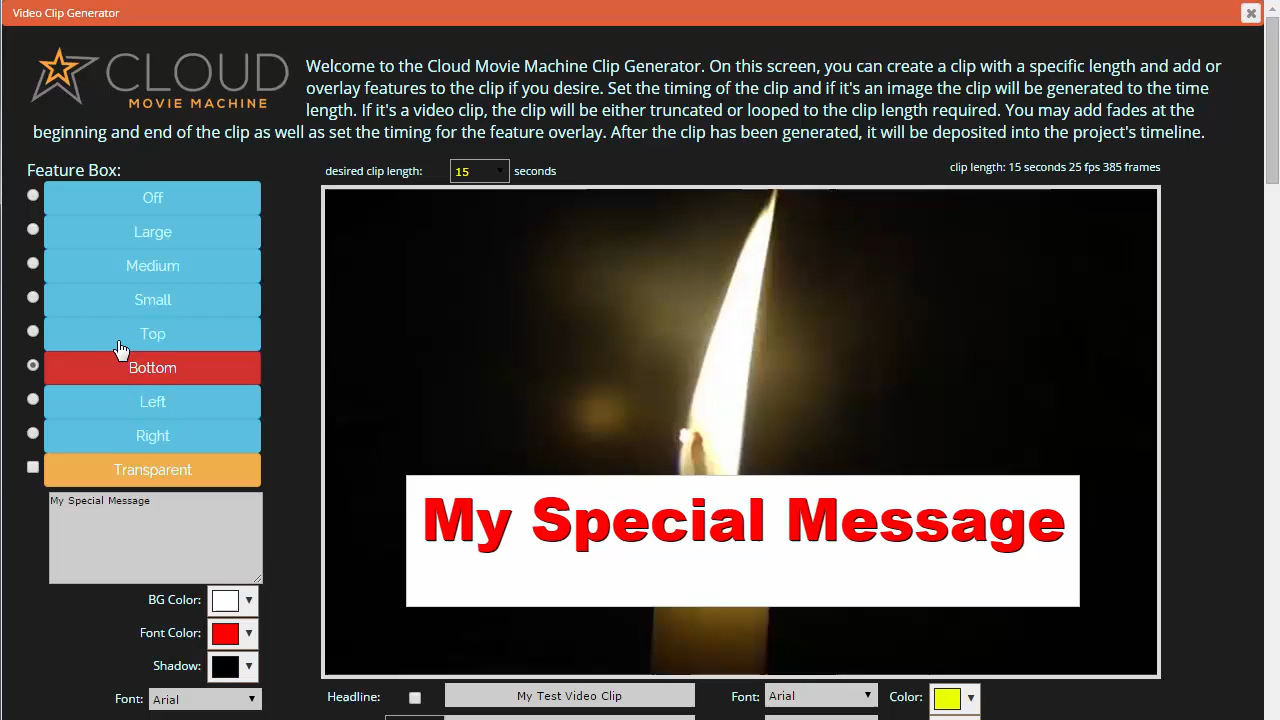 Video Clip Generator
CLOUD
MOVIE MACHINE
Welcome to the Cloud Movie Machine Clip Generator. On this screen, you can create a clip with a specific length and add or
overlay features to the clip if you desire. Set the timing of the clip and if it's an image the clip will be generated to the time
length. If it's a video clip, the clip will be either truncated or looped to the clip length required. You may add fades at the
beginning and end of the clip as well as set the timing for the feature overlay. After the clip has been generated, it will be deposited into the project's timeline.
Feature Box:
desired clip length: 15 seconds
clip length: 15 seconds 25 fps 385 frames
Off
Large
Medium
Small
Top
Bottom
Left
Right
Transparent
My Special Message
My Special Message
BG Color:
Font Color:
Shadow:
Font: Arial
Headline: My Test Video Clip Font: Arial Color: